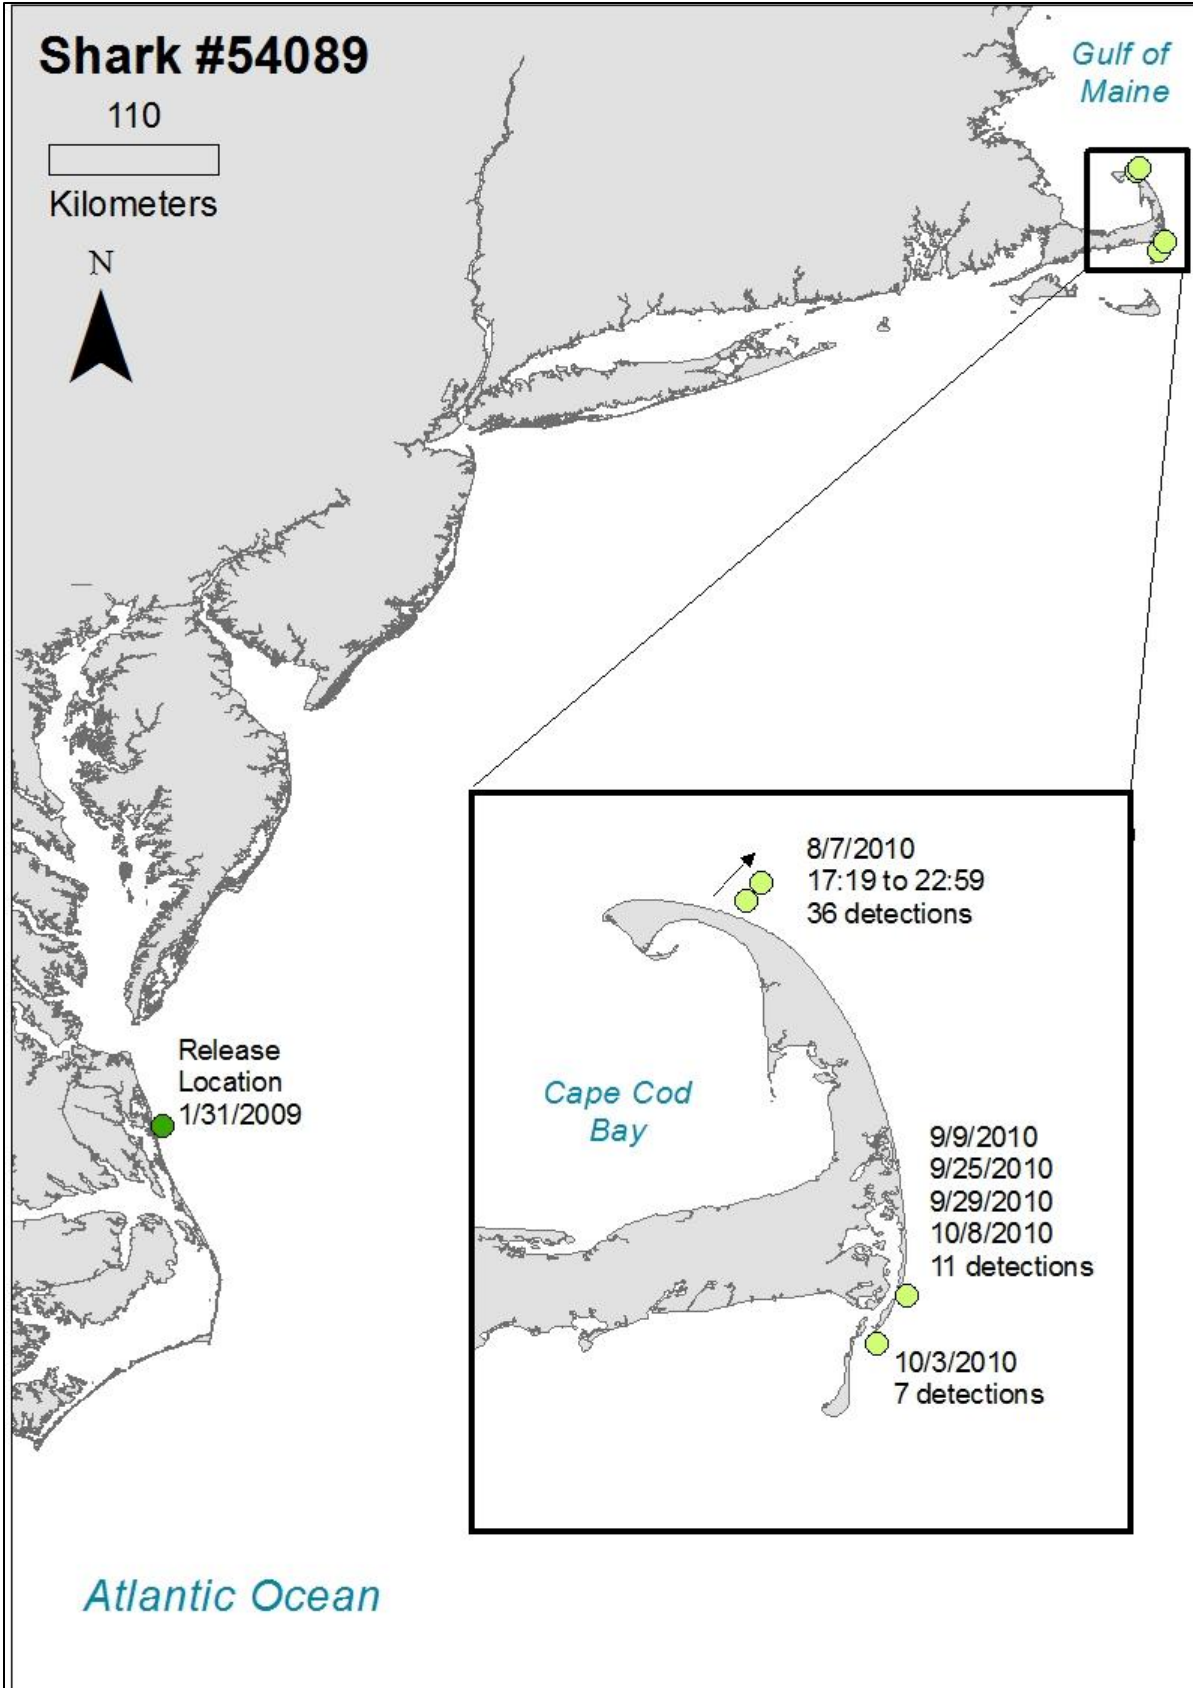 Shark #54089
110
Kilometers
N
Gulf of
Maine
8/7/2010
17:19 to 22:59
36 detections
Release
Location
1/31/2009
Cape Cod
Bay
9/9/2010
9/25/2010
9/29/2010
10/8/2010
11 detections
10/3/2010
7 detections
Atlantic Ocean